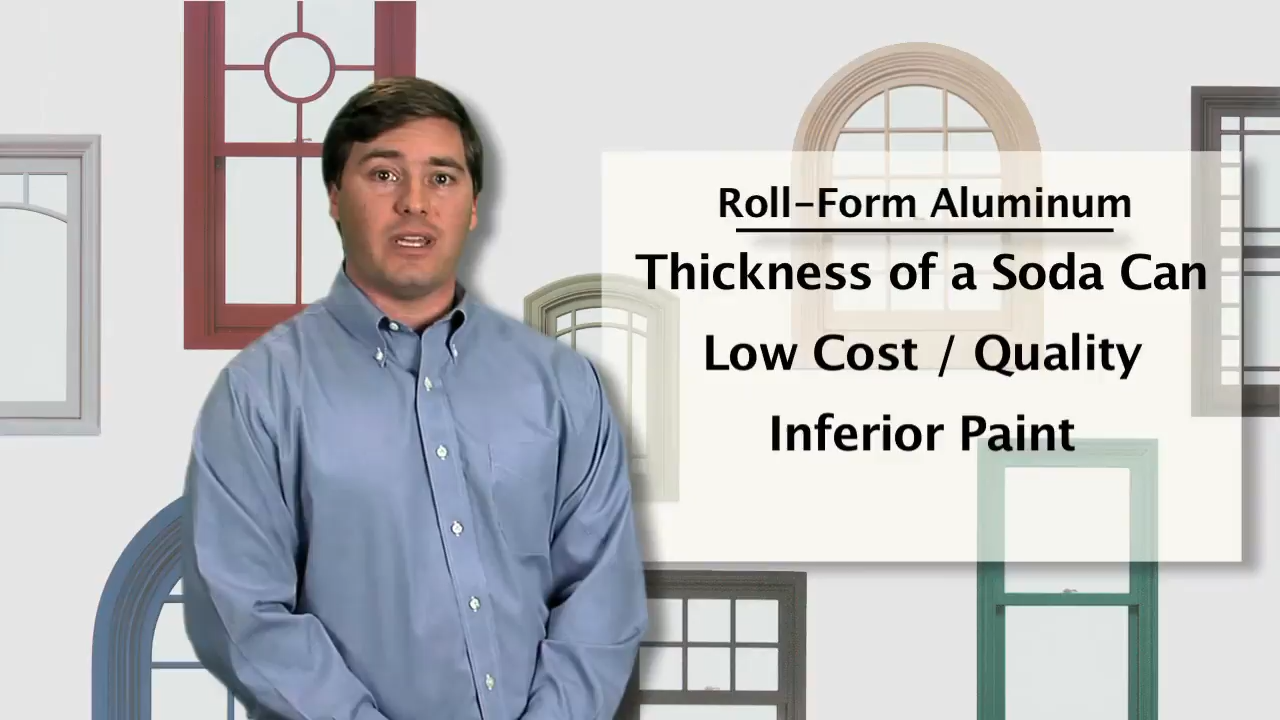 Roll-Form Aluminum
Thickness of a Soda Can
Low Cost / Quality
Inferior Paint